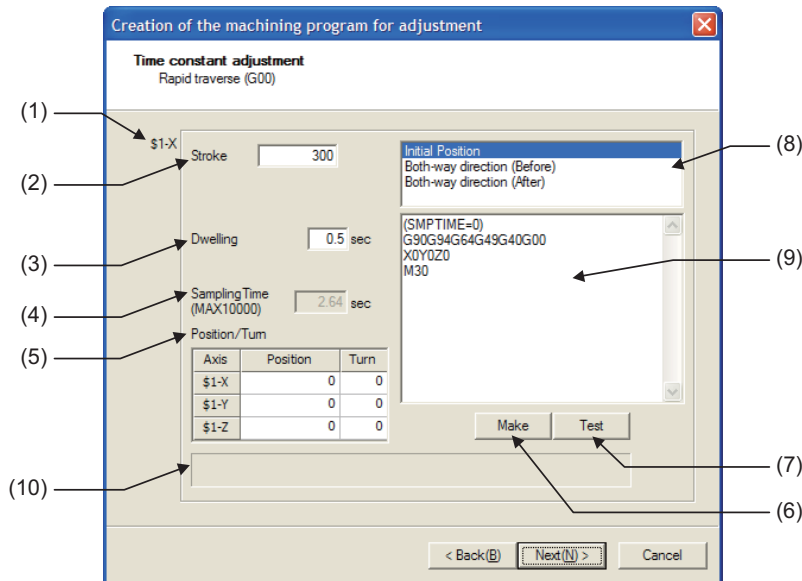 Creation of the machining program for adjustment
Time constant adjustment
Rapid traverse (G00)
(1)
$1-X
(2)
Stroke 300
Initial Position
Both-way direction (Before)
Both-way direction (After)
(8)
(3)
Dwelling 0.5 sec
(SMPTIME=0)
G90G94G64G49G40G00
X0Y0Z0
M30
(9)
(4)
Sampling Time
(MAX10000) 2.64 sec
(5)
Position/Turn
Axis Position Turn
$1-X 0 0
$1-Y 0 0
$1-Z 0 0
Make Test
(10)
(7)
(6)
< Back(B) Next(N) > Cancel